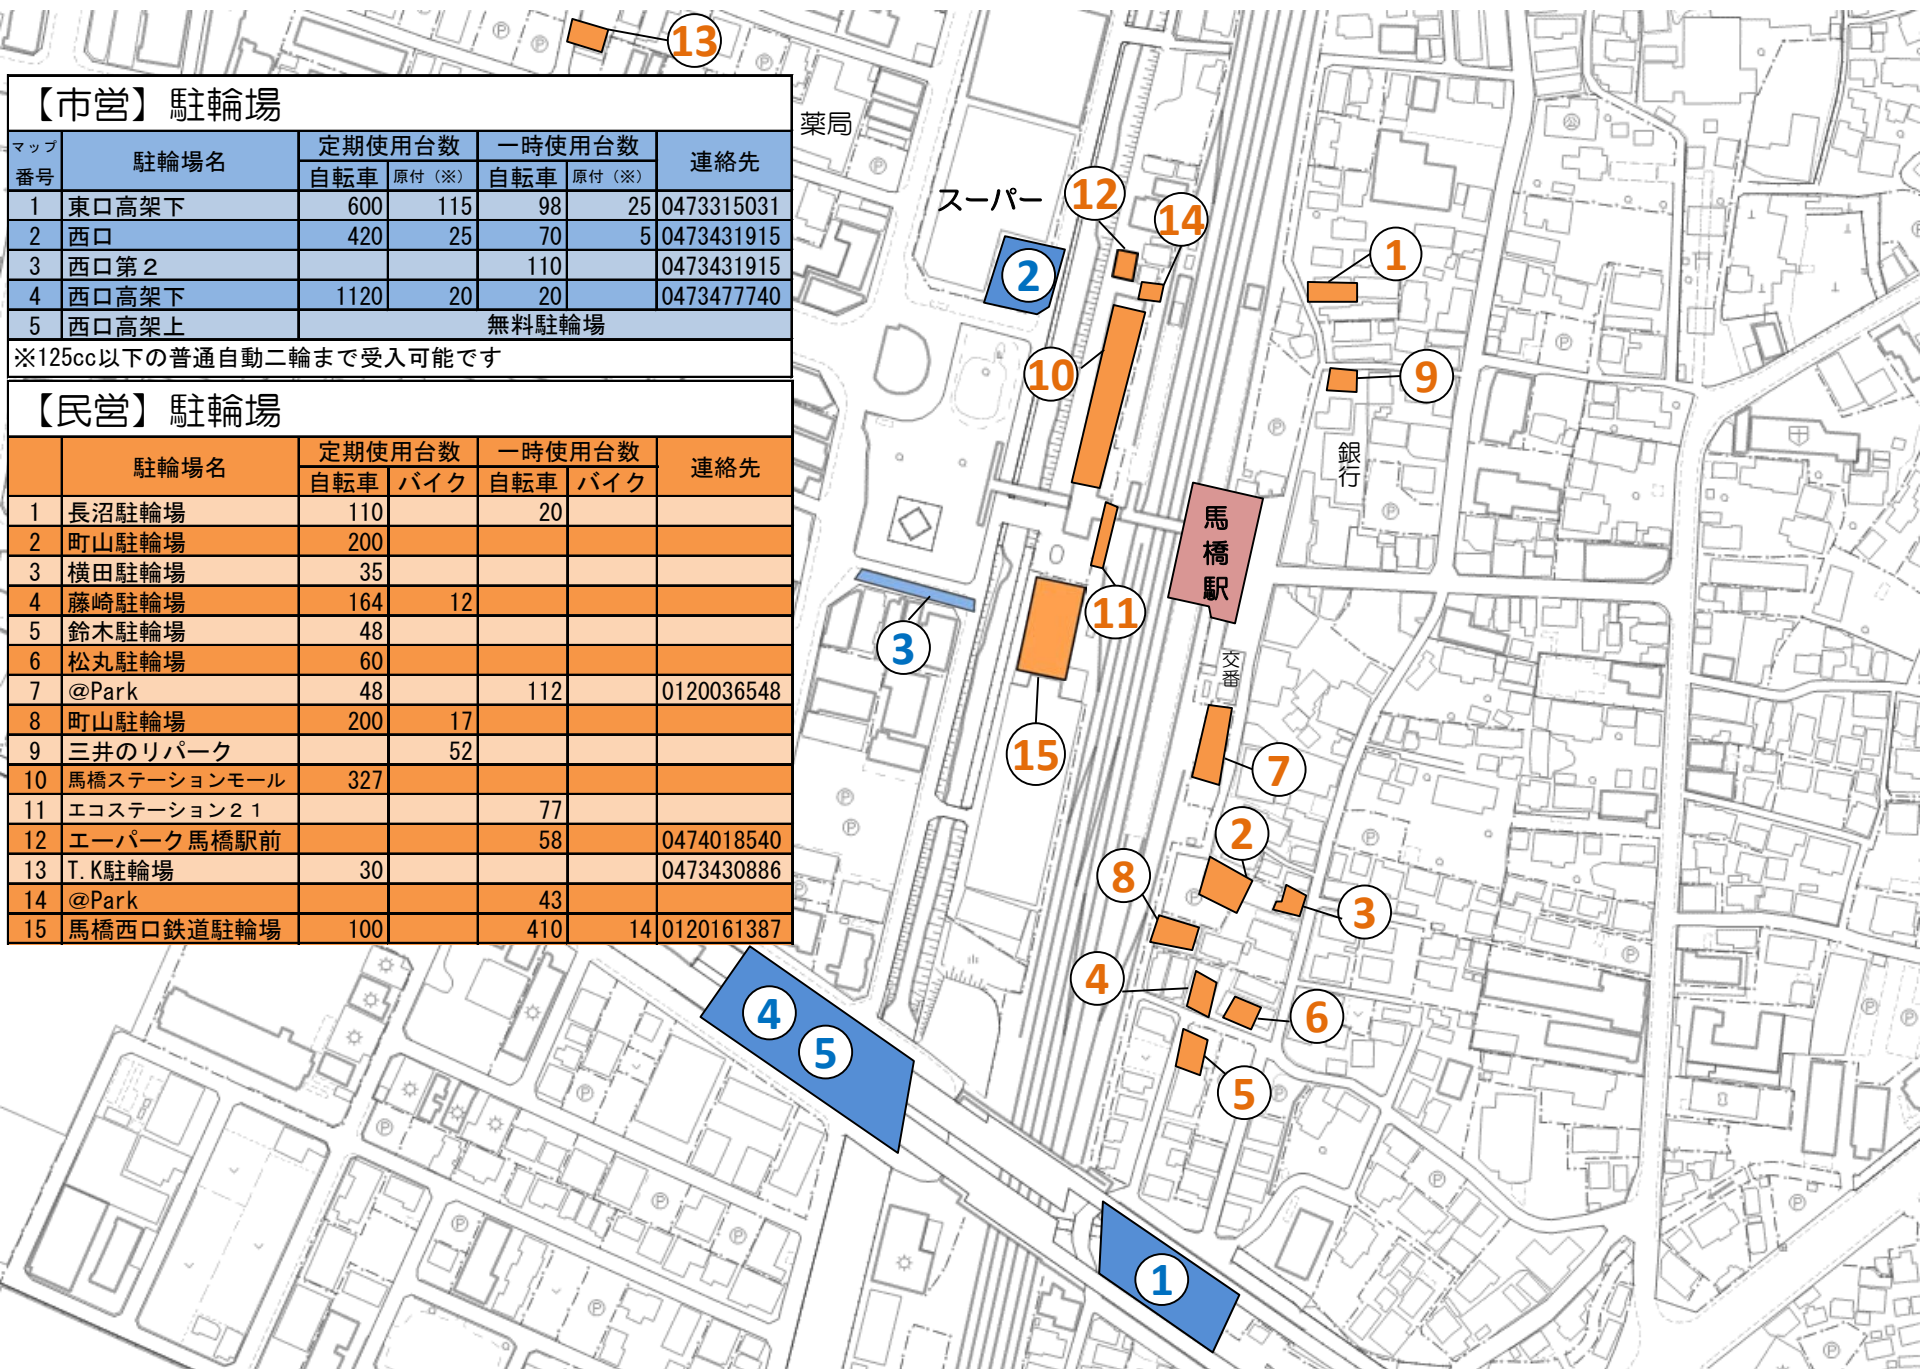 【市営】駐輪場
マップ番号 駐輪場名 定期使用台数 一時使用台数 連絡先
自転車 原付（※） 自転車 原付（※）
1 東口高架下 600 115 98 25 0473315031
2 西口 420 25 70 5 0473431915
3 西口第２ 110 0473431915
4 西口高架下 1120 20 20 0473477740
5 西口高架上 無料駐輪場
※125cc以下の普通自動二輪まで受入可能です
【民営】駐輪場
駐輪場名 定期使用台数 一時使用台数 連絡先
自転車 バイク 自転車 バイク
1 長沼駐輪場 110 20
2 町山駐輪場 200
3 横田駐輪場 35
4 藤崎駐輪場 164 12
5 鈴木駐輪場 48
6 松丸駐輪場 60
7 @Park 48 112 0120036548
8 町山駐輪場 200 17
9 三井のリパーク 52
10 馬橋ステーションモール 327
11 エコステーション２１ 77
12 エーパーク馬橋駅前 58 0474018540
13 T.K駐輪場 30 0473430886
14 @Park 43
15 馬橋西口鉄道駐輪場 100 410 14 0120161387
13
薬局
スーパー
12
14
2
1
10
9
銀行
馬橋駅
11
3
交番
15
7
2
8
3
4
6
4
5
5
1